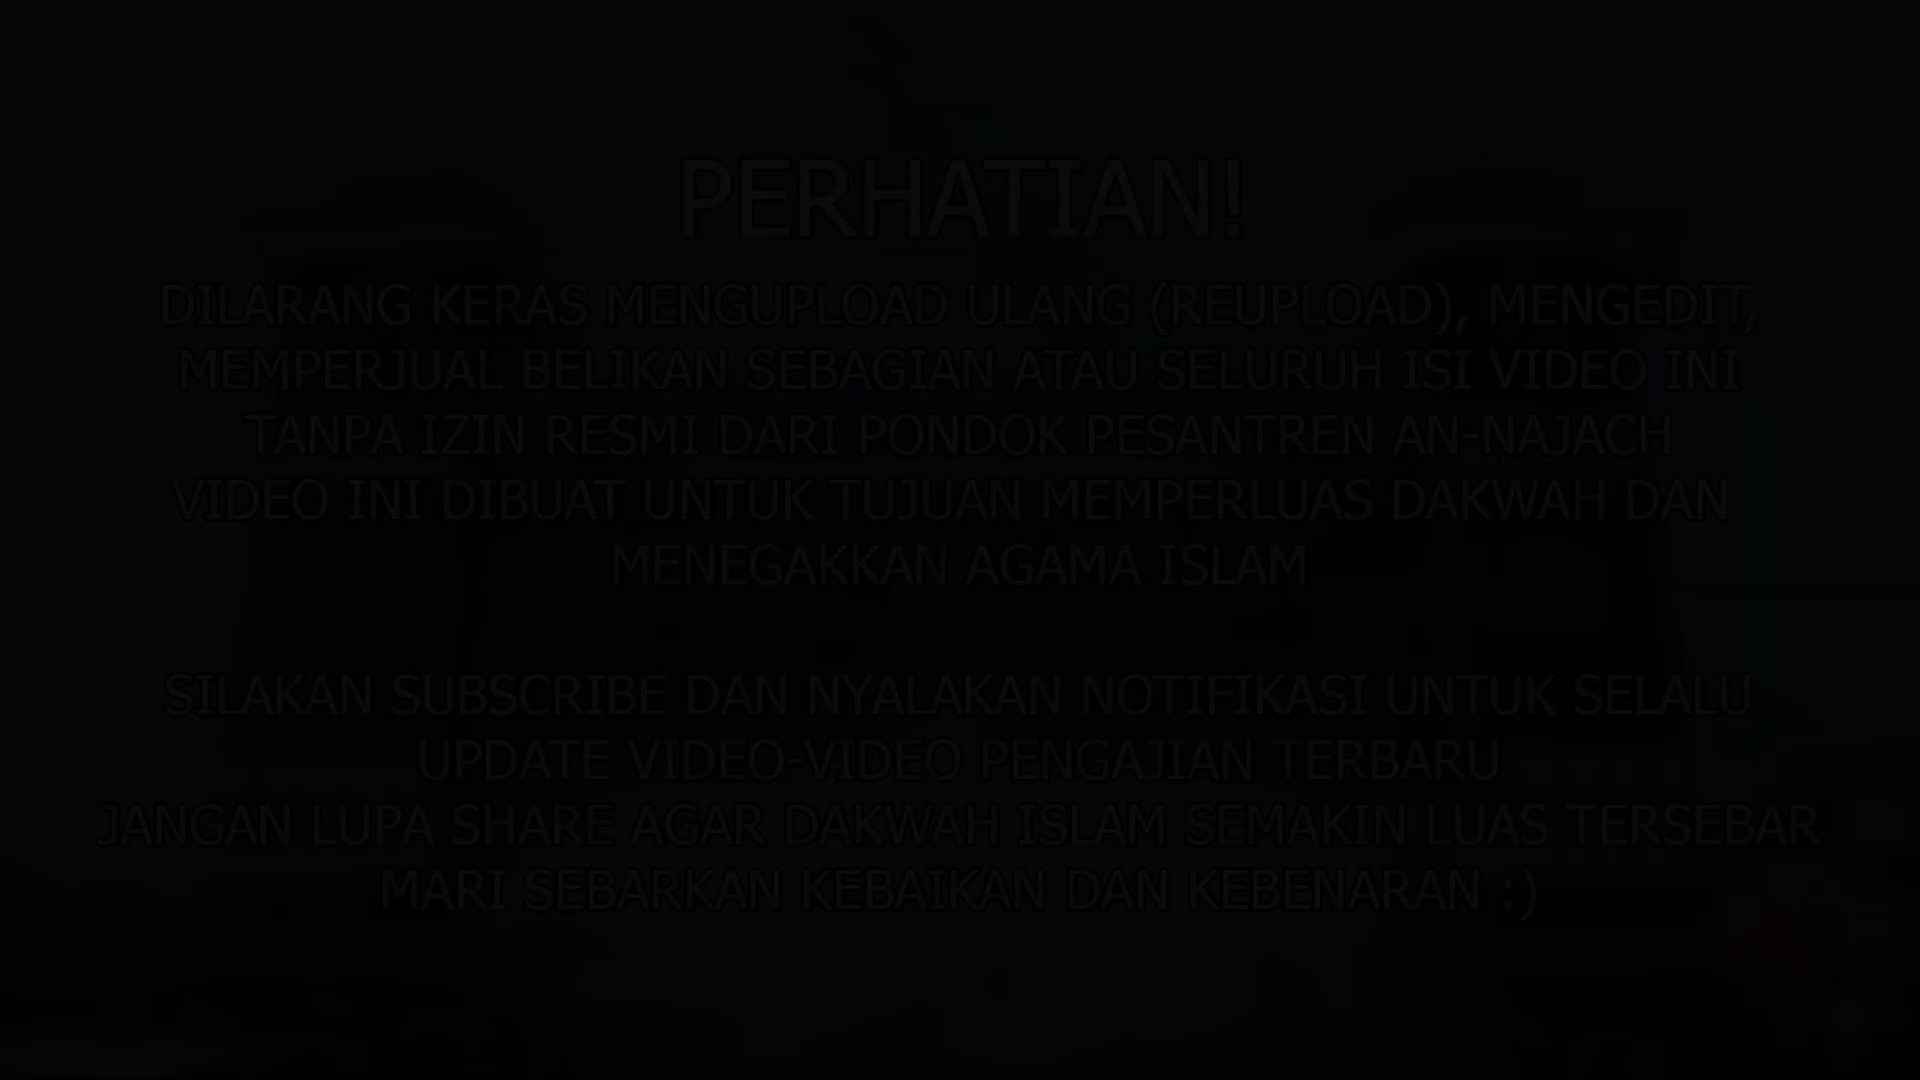 PERHATIAN!
DILARANG KERAS MENGUPLOAD ULANG (REUPLOAD), MENGEDIT,
MEMPERJUAL BELIKAN SEBAGIAN ATAU SELURUH ISI VIDEO INI
TANPA IZIN RESMI DARI PONDOK PESANTREN AN-NAJACH
VIDEO INI DIBUAT UNTUK TUJUAN MEMPERLUAS DAKWAH DAN
MENEGAKKAN AGAMA ISLAM
SILAKAN SUBSCRIBE DAN NYALAKAN NOTIFIKASI UNTUK SELALU
UPDATE VIDEO-VIDEO PENGAJIAN TERBARU
JANGAN LUPA SHARE AGAR DAKWAH ISLAM SEMAKIN LUAS TERSEBAR
MARI SEBARKAN KEBAIKAN DAN KEBENARAN :)